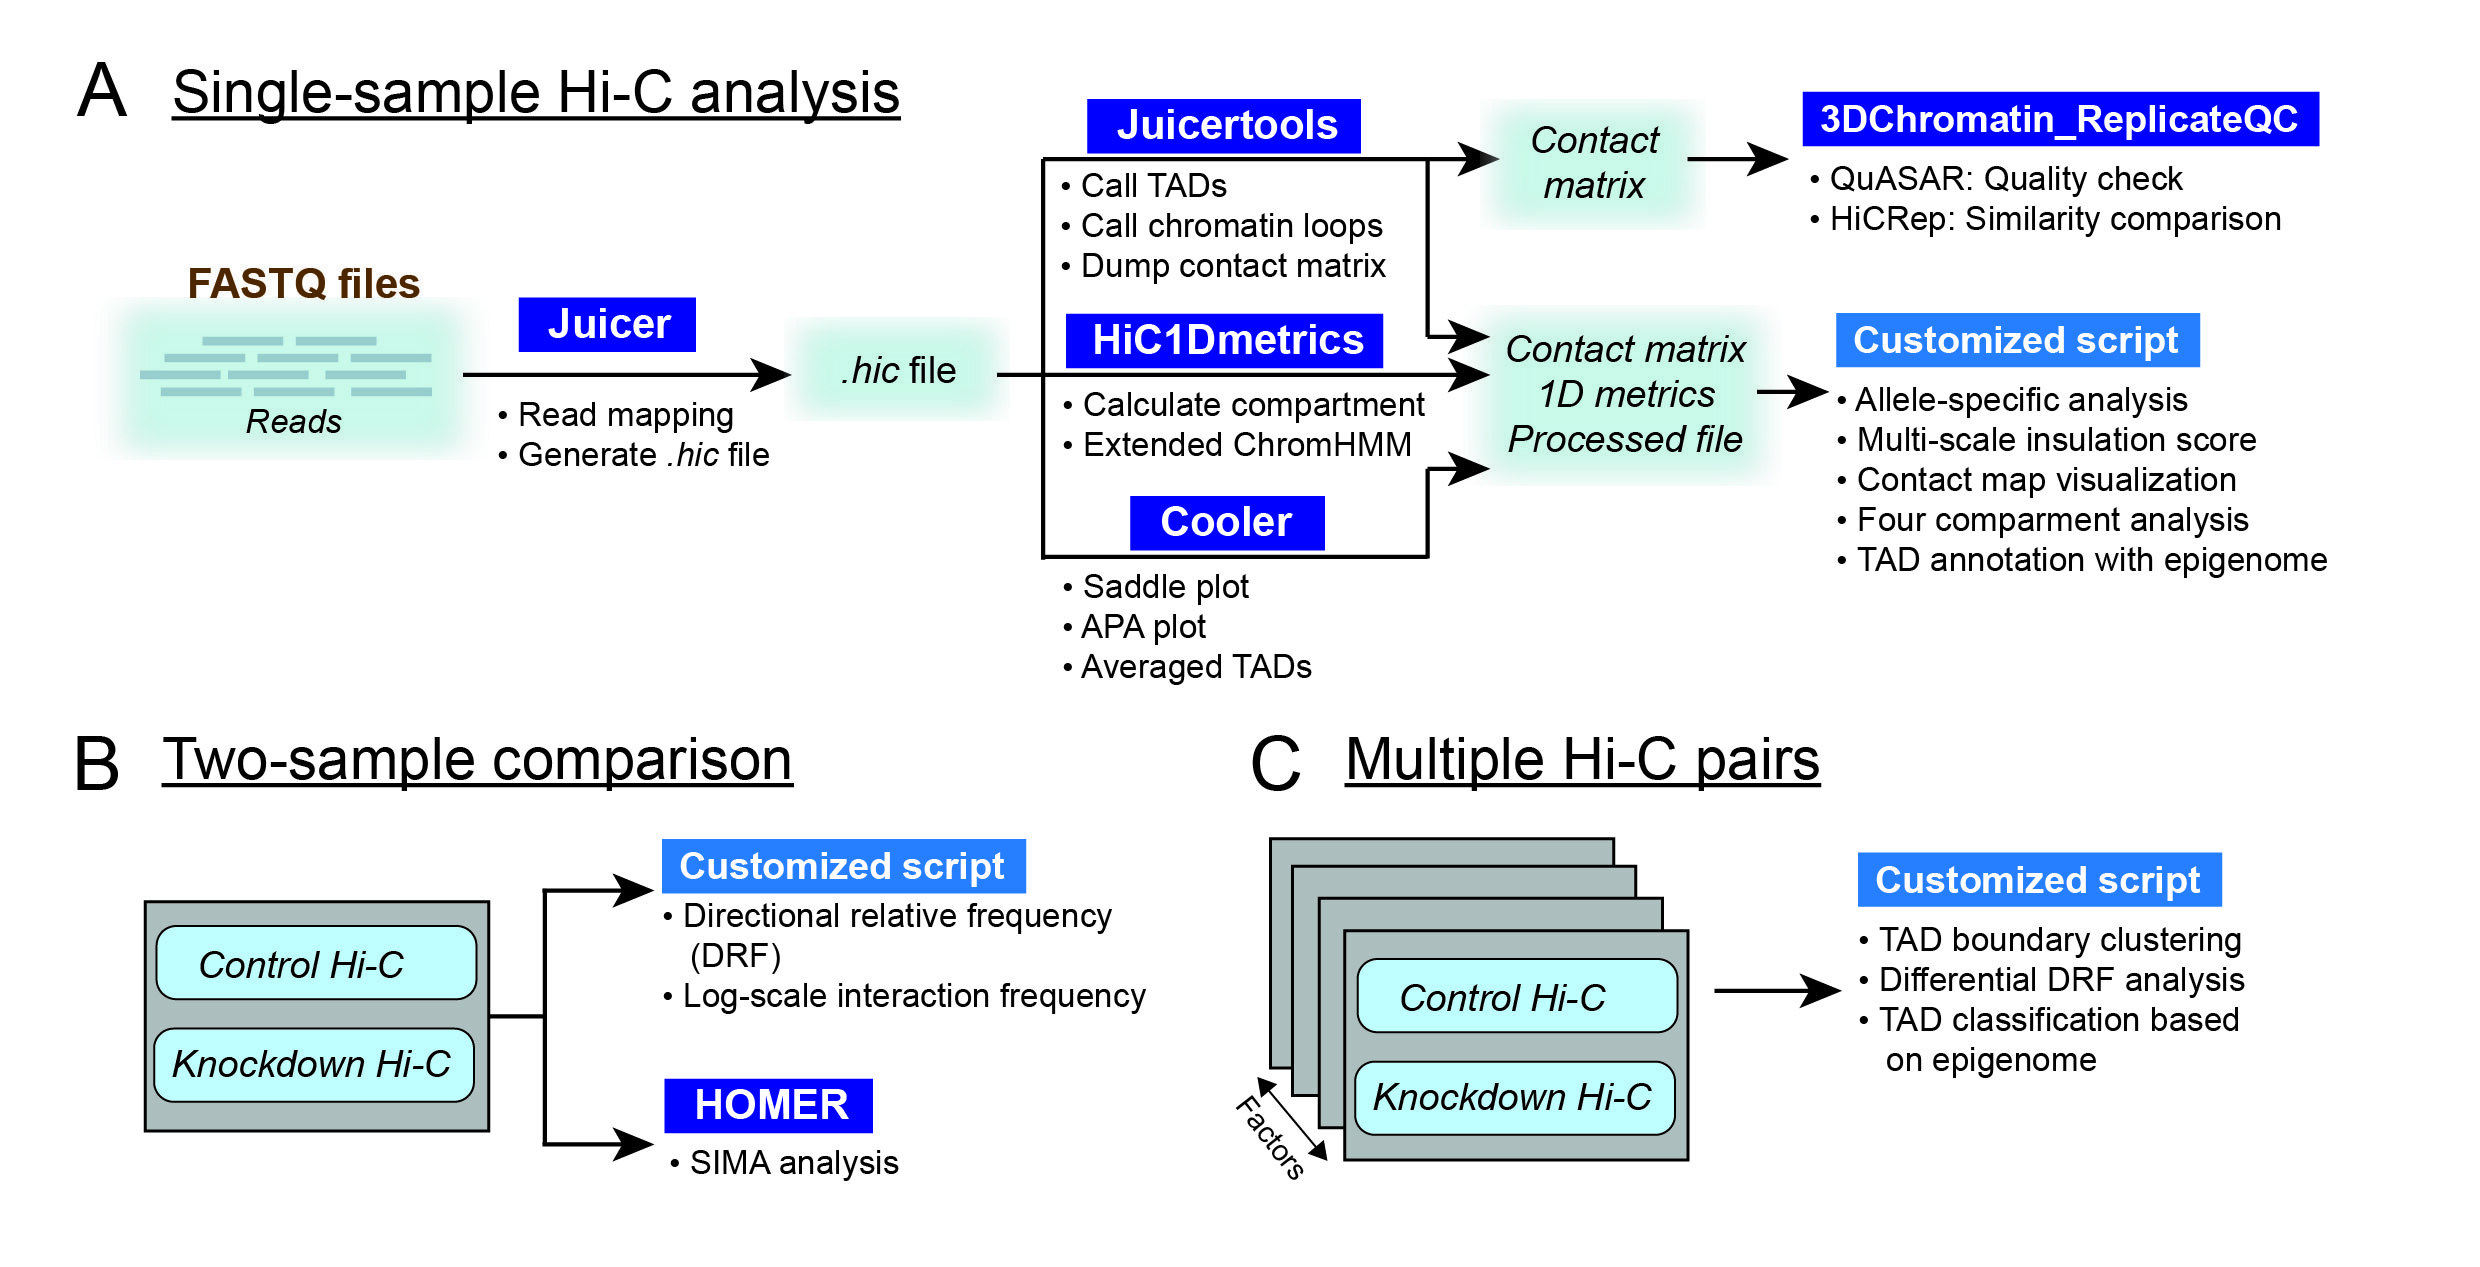 A Single-sample Hi-C analysis
FASTQ files
Reads
Juicer
• Read mapping
• Generate .hic file
.hic file
Juicertools
• Call TADs
• Call chromatin loops
• Dump contact matrix
HiC1Dmetrics
• Calculate compartment
• Extended ChromHMM
Cooler
• Saddle plot
• APA plot
• Averaged TADs
Contact
matrix
Contact matrix
1D metrics
Processed file
3DChromatin_ReplicateQC
• QuASAR: Quality check
• HiCRep: Similarity comparison
Customized script
• Allele-specific analysis
• Multi-scale insulation score
• Contact map visualization
• Four comparment analysis
• TAD annotation with epigenome
B Two-sample comparison
Control Hi-C
Knockdown Hi-C
Customized script
• Directional relative frequency
(DRF)
• Log-scale interaction frequency
HOMER
• SIMA analysis
C Multiple Hi-C pairs
Control Hi-C
Knockdown Hi-C
Factors
Customized script
• TAD boundary clustering
• Differential DRF analysis
• TAD classification based
on epigenome